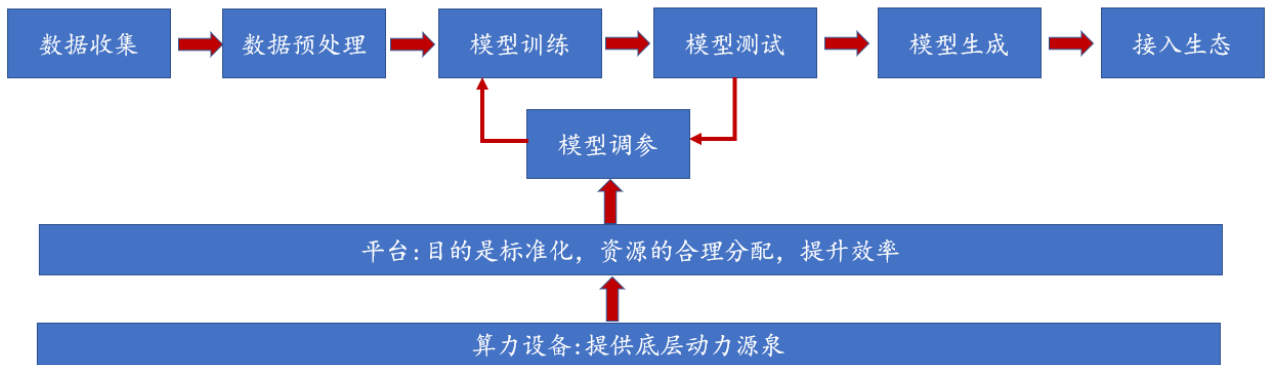 数据收集
数据预处理
模型训练
模型测试
模型生成
接入生态
模型调参
平台:目的是标准化，资源的合理分配，提升效率
算力设备:提供底层动力源泉